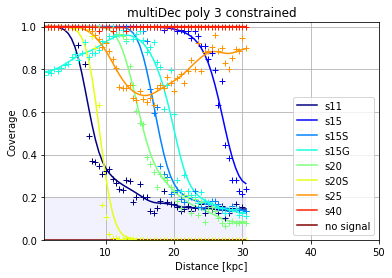 multiDec poly 3 constrained
Coverage
1.0
0.8
0.6
0.4
0.2
0.0
10
20
30
40
50
Distance [kpc]
s11
s15
s15S
s15G
s20
s20S
s25
s40
no signal